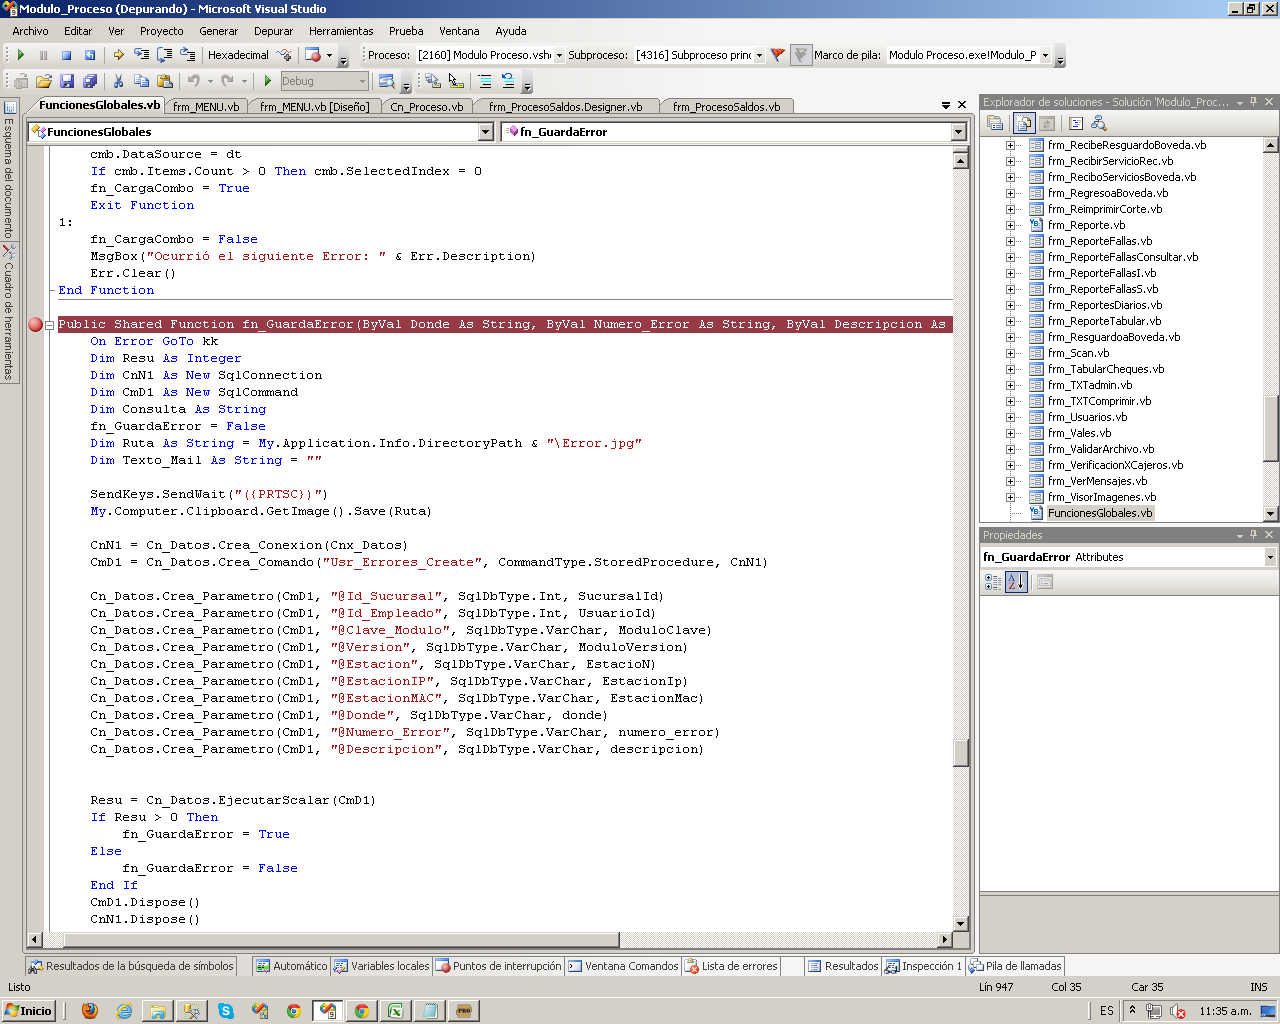 Modulo_Proceso (Depurando) - Microsoft Visual Studio
Archivo Editar Ver Proyecto Generar Depurar Herramientas Prueba Ventana Ayuda
Hexadecimal Proceso: [2160] Modulo Proceso.vsh Subproceso: [4316] Subproceso princ Marco de pila: Modulo Proceso.exe!Modulo_P
Debug
FuncionesGlobales.vb frm_MENU.vb frm_MENU.vb [Diseño] Cn_Proceso.vb frm_ProcesoSaldos.Designer.vb frm_ProcesoSaldos.vb
FuncionesGlobales fn_GuardaError
Esquema del documento
Cuadro de herramientas
cmb.DataSource = dt
If cmb.Items.Count > 0 Then cmb.SelectedIndex = 0
fn_CargaCombo = True
Exit Function
1:
fn_CargaCombo = False
MsgBox("Ocurrió el siguiente Error: " & Err.Description)
Err.Clear()
End Function
Public Shared Function fn_GuardaError(ByVal Donde As String, ByVal Numero_Error As String, ByVal Descripcion As
On Error GoTo kk
Dim Resu As Integer
Dim CnN1 As New SqlConnection
Dim CmD1 As New SqlCommand
Dim Consulta As String
fn_GuardaError = False
Dim Ruta As String = My.Application.Info.DirectoryPath & "\Error.jpg"
Dim Texto_Mail As String = ""
SendKeys.SendWait("({PRTSC})")
My.Computer.Clipboard.GetImage().Save(Ruta)
CnN1 = Cn_Datos.Crea_Conexion(Cnx_Datos)
CmD1 = Cn_Datos.Crea_Comando("Usr_Errores_Create", CommandType.StoredProcedure, CnN1)
Cn_Datos.Crea_Parametro(CmD1, "@Id_Sucursal", SqlDbType.Int, SucursalId)
Cn_Datos.Crea_Parametro(CmD1, "@Id_Empleado", SqlDbType.Int, UsuarioId)
Cn_Datos.Crea_Parametro(CmD1, "@Clave_Modulo", SqlDbType.VarChar, ModuloClave)
Cn_Datos.Crea_Parametro(CmD1, "@Version", SqlDbType.VarChar, ModuloVersion)
Cn_Datos.Crea_Parametro(CmD1, "@Estacion", SqlDbType.VarChar, EstacioN)
Cn_Datos.Crea_Parametro(CmD1, "@EstacionIP", SqlDbType.VarChar, EstacionIp)
Cn_Datos.Crea_Parametro(CmD1, "@EstacionMAC", SqlDbType.VarChar, EstacionMac)
Cn_Datos.Crea_Parametro(CmD1, "@Donde", SqlDbType.VarChar, donde)
Cn_Datos.Crea_Parametro(CmD1, "@Numero_Error", SqlDbType.VarChar, numero_error)
Cn_Datos.Crea_Parametro(CmD1, "@Descripcion", SqlDbType.VarChar, descripcion)
Resu = Cn_Datos.EjecutarScalar(CmD1)
If Resu > 0 Then
fn_GuardaError = True
Else
fn_GuardaError = False
End If
CmD1.Dispose()
CnN1.Dispose()
Explorador de soluciones - Solución 'Modulo_Proc...
frm_RecibeResguardoBoveda.vb
frm_RecibirServicioRec.vb
frm_ReciboServiciosBoveda.vb
frm_RegresoaBoveda.vb
frm_ReimprimirCorte.vb
frm_Reporte.vb
frm_ReporteFallas.vb
frm_ReporteFallasConsultar.vb
frm_ReporteFallasI.vb
frm_ReporteFallasS.vb
frm_ReportesDiarios.vb
frm_ReporteTabular.vb
frm_ResguardoaBoveda.vb
frm_Scan.vb
frm_TabularCheques.vb
frm_TXTadmin.vb
frm_TXTComprimir.vb
frm_Usuarios.vb
frm_Vales.vb
frm_ValidarArchivo.vb
frm_VerificacionXCajeros.vb
frm_VerMensajes.vb
frm_VisorImagenes.vb
FuncionesGlobales.vb
Propiedades
fn_GuardaError Attributes
Resultados de la búsqueda de símbolos Automático Variables locales Puntos de interrupción Ventana Comandos Lista de errores Resultados Inspección 1 Pila de llamadas
Listo Lín 947 Col 35 Car 35 INS
Inicio PRO ES 11:35 a.m.